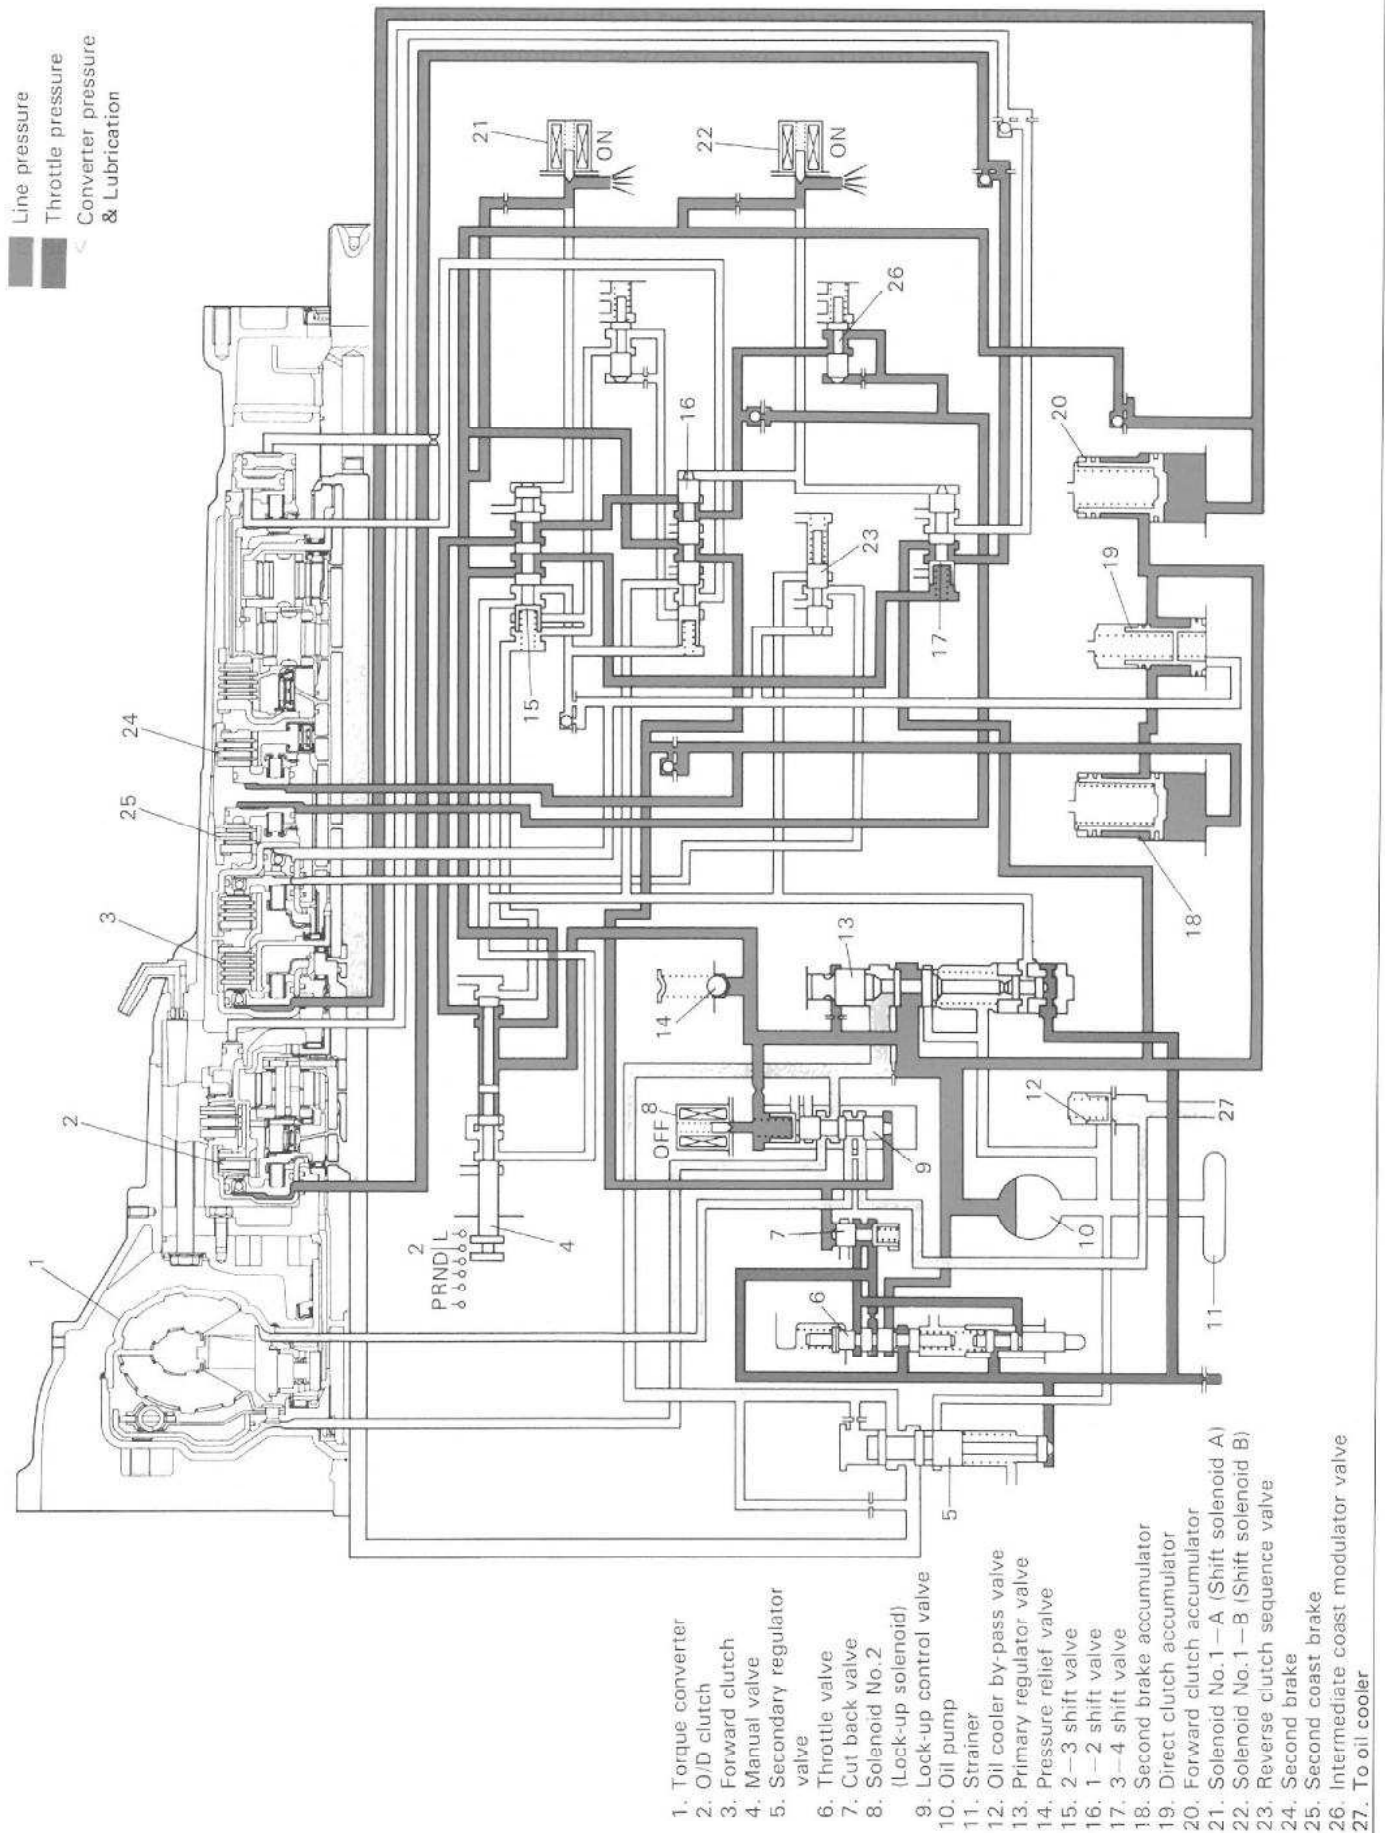 Line pressure
Throttle pressure
Converter pressure
& Lubrication
1
2
3
25
24
PRNDL
2
4
OFF
8
7
6
5
9
10
11
12
27
13
14
15
16
17
18
19
20
21
ON
22
ON
23
26
1. Torque converter
2. O/D clutch
3. Forward clutch
4. Manual valve
5. Secondary regulator
valve
6. Throttle valve
7. Cut back valve
8. Solenoid No.2
(Lock-up solenoid)
9. Lock-up control valve
10. Oil pump
11. Strainer
12. Oil cooler by-pass valve
13. Primary regulator valve
14. Pressure relief valve
15. 2—3 shift valve
16. 1—2 shift valve
17. 3—4 shift valve
18. Second brake accumulator
19. Direct clutch accumulator
20. Forward clutch accumulator
21. Solenoid No.1—A (Shift solenoid A)
22. Solenoid No.1—B (Shift solenoid B)
23. Reverse clutch sequence valve
24. Second brake
25. Second coast brake
26. Intermediate coast modulator valve
27. To oil cooler